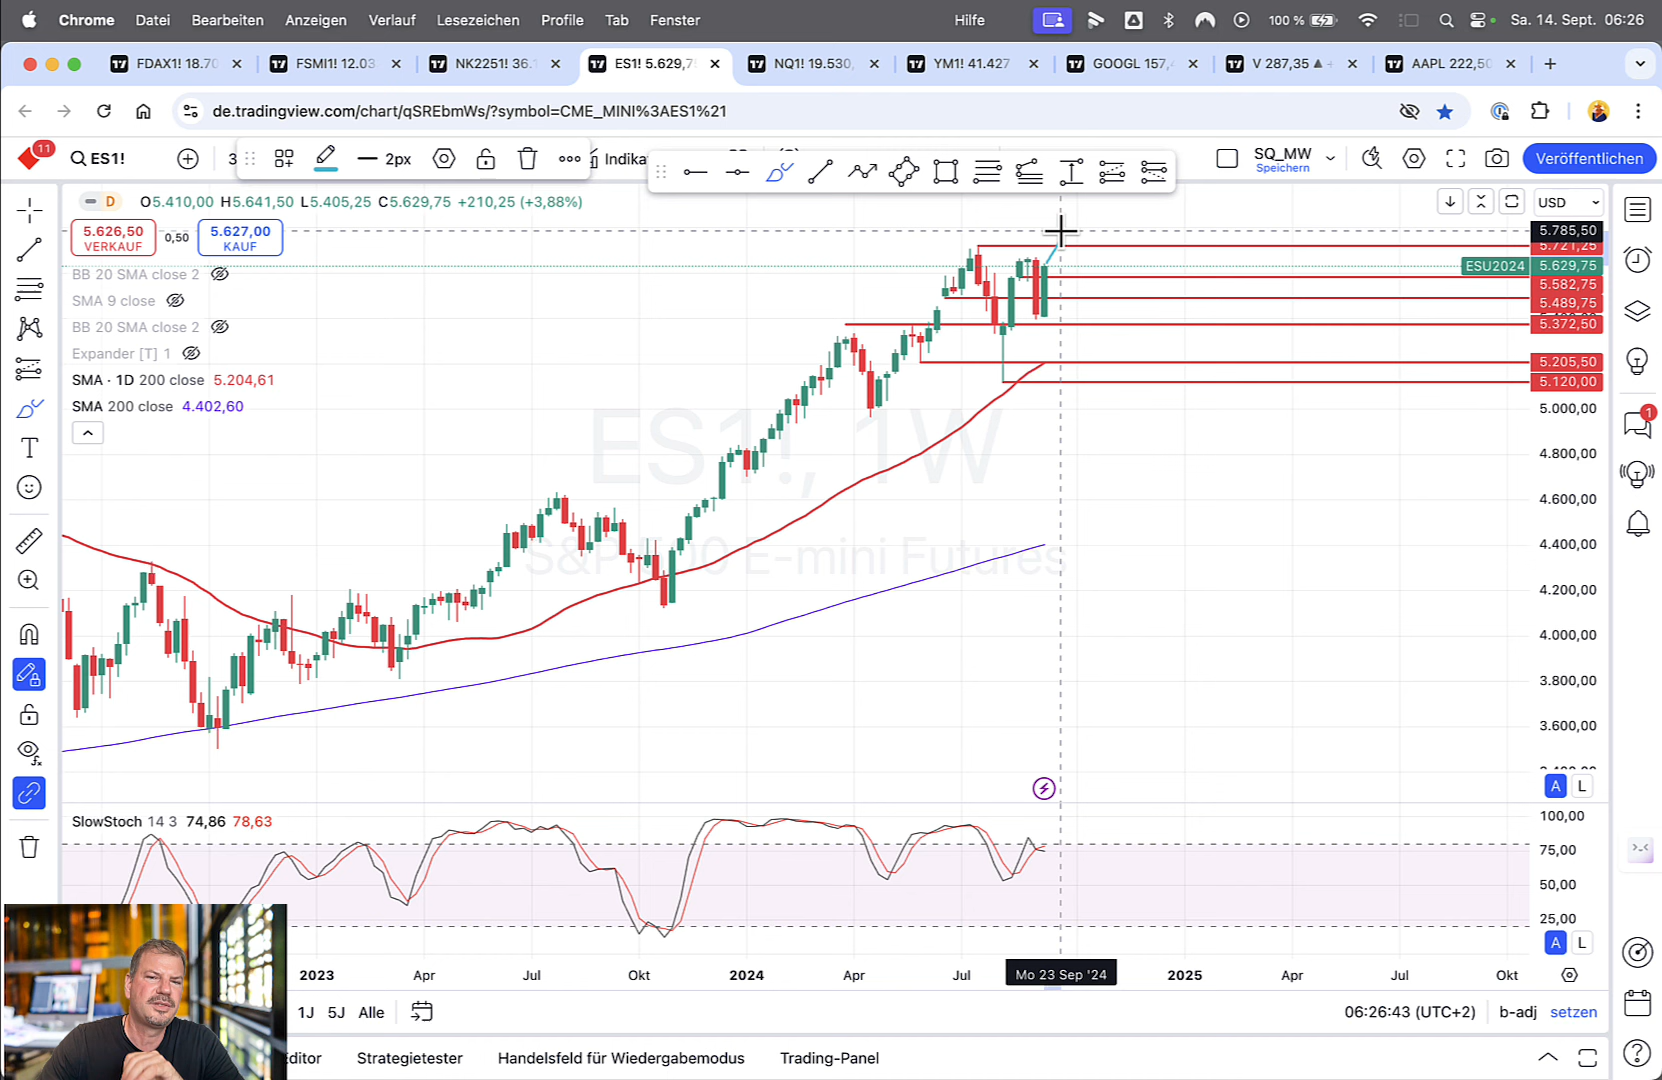 Chrome Datei Bearbeiten Anzeigen Verlauf Lesezeichen Profile Tab Fenster Hilfe 100 % Sa. 14. Sept. 06:26
FDAX1! 18.70 FSMI1! 12.03 NK2251! 36.1 ES1! 5.629,7 NQ1! 19.530, YM1! 41.427 GOOGL 157,4 V 287,35 ▲ + AAPL 222,50
de.tradingview.com/chart/qSREbmWs/?symbol=CME_MINI%3AES1%21
11 ES1! 3 2px Indika SQ_MW Speichern Veröffentlichen
D O5.410,00 H5.641,50 L5.405,25 C5.629,75 +210,25 (+3,88%) USD
5.626,50 VERKAUF 0,50 5.627,00 KAUF
BB 20 SMA close 2
SMA 9 close
BB 20 SMA close 2
Expander [T] 1
SMA · 1D 200 close 5.204,61
SMA 200 close 4.402,60
ES1!, 1W
S&P 500 E-mini Futures
5.785,50
5.721,25
ESU2024 5.629,75
5.582,75
5.489,75
5.372,50
5.205,50
5.120,00
5.000,00
4.800,00
4.600,00
4.400,00
4.200,00
4.000,00
3.800,00
3.600,00
A L
1
SlowStoch 14 3 74,86 78,63
100,00
75,00
50,00
25,00
A L
2023 Apr Jul Okt 2024 Apr Jul Mo 23 Sep '24 2025 Apr Jul Okt
1J 5J Alle 06:26:43 (UTC+2) b-adj setzen
ditor Strategietester Handelsfeld für Wiedergabemodus Trading-Panel